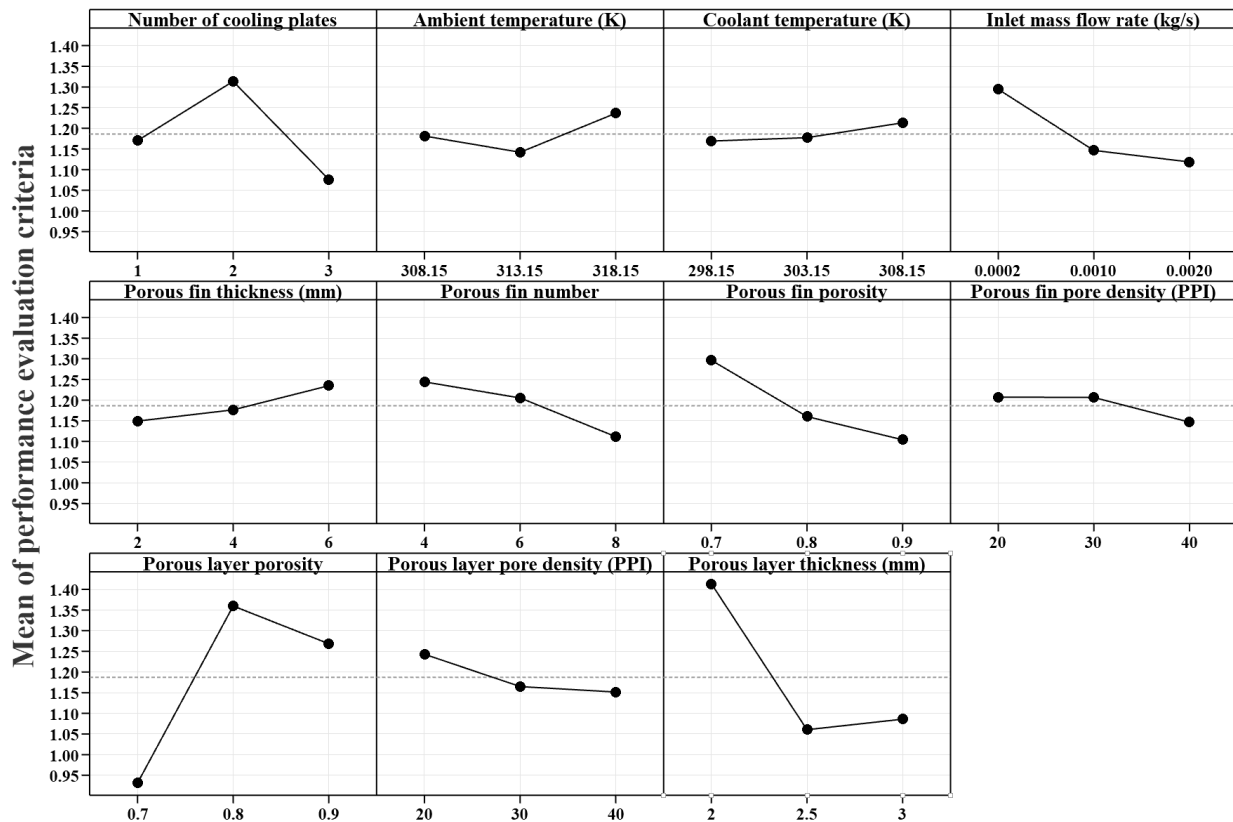 Mean of performance evaluation criteria
Number of cooling plates
Ambient temperature (K)
Coolant temperature (K)
Inlet mass flow rate (kg/s)
1.40
1.35
1.30
1.25
1.20
1.15
1.10
1.05
1.00
0.95
1 2 3
308.15 313.15 318.15
298.15 303.15 308.15
0.0002 0.0010 0.0020
Porous fin thickness (mm)
Porous fin number
Porous fin porosity
Porous fin pore density (PPI)
1.40
1.35
1.30
1.25
1.20
1.15
1.10
1.05
1.00
0.95
2 4 6
4 6 8
0.7 0.8 0.9
20 30 40
Porous layer porosity
Porous layer pore density (PPI)
Porous layer thickness (mm)
1.40
1.35
1.30
1.25
1.20
1.15
1.10
1.05
1.00
0.95
0.7 0.8 0.9
20 30 40
2 2.5 3